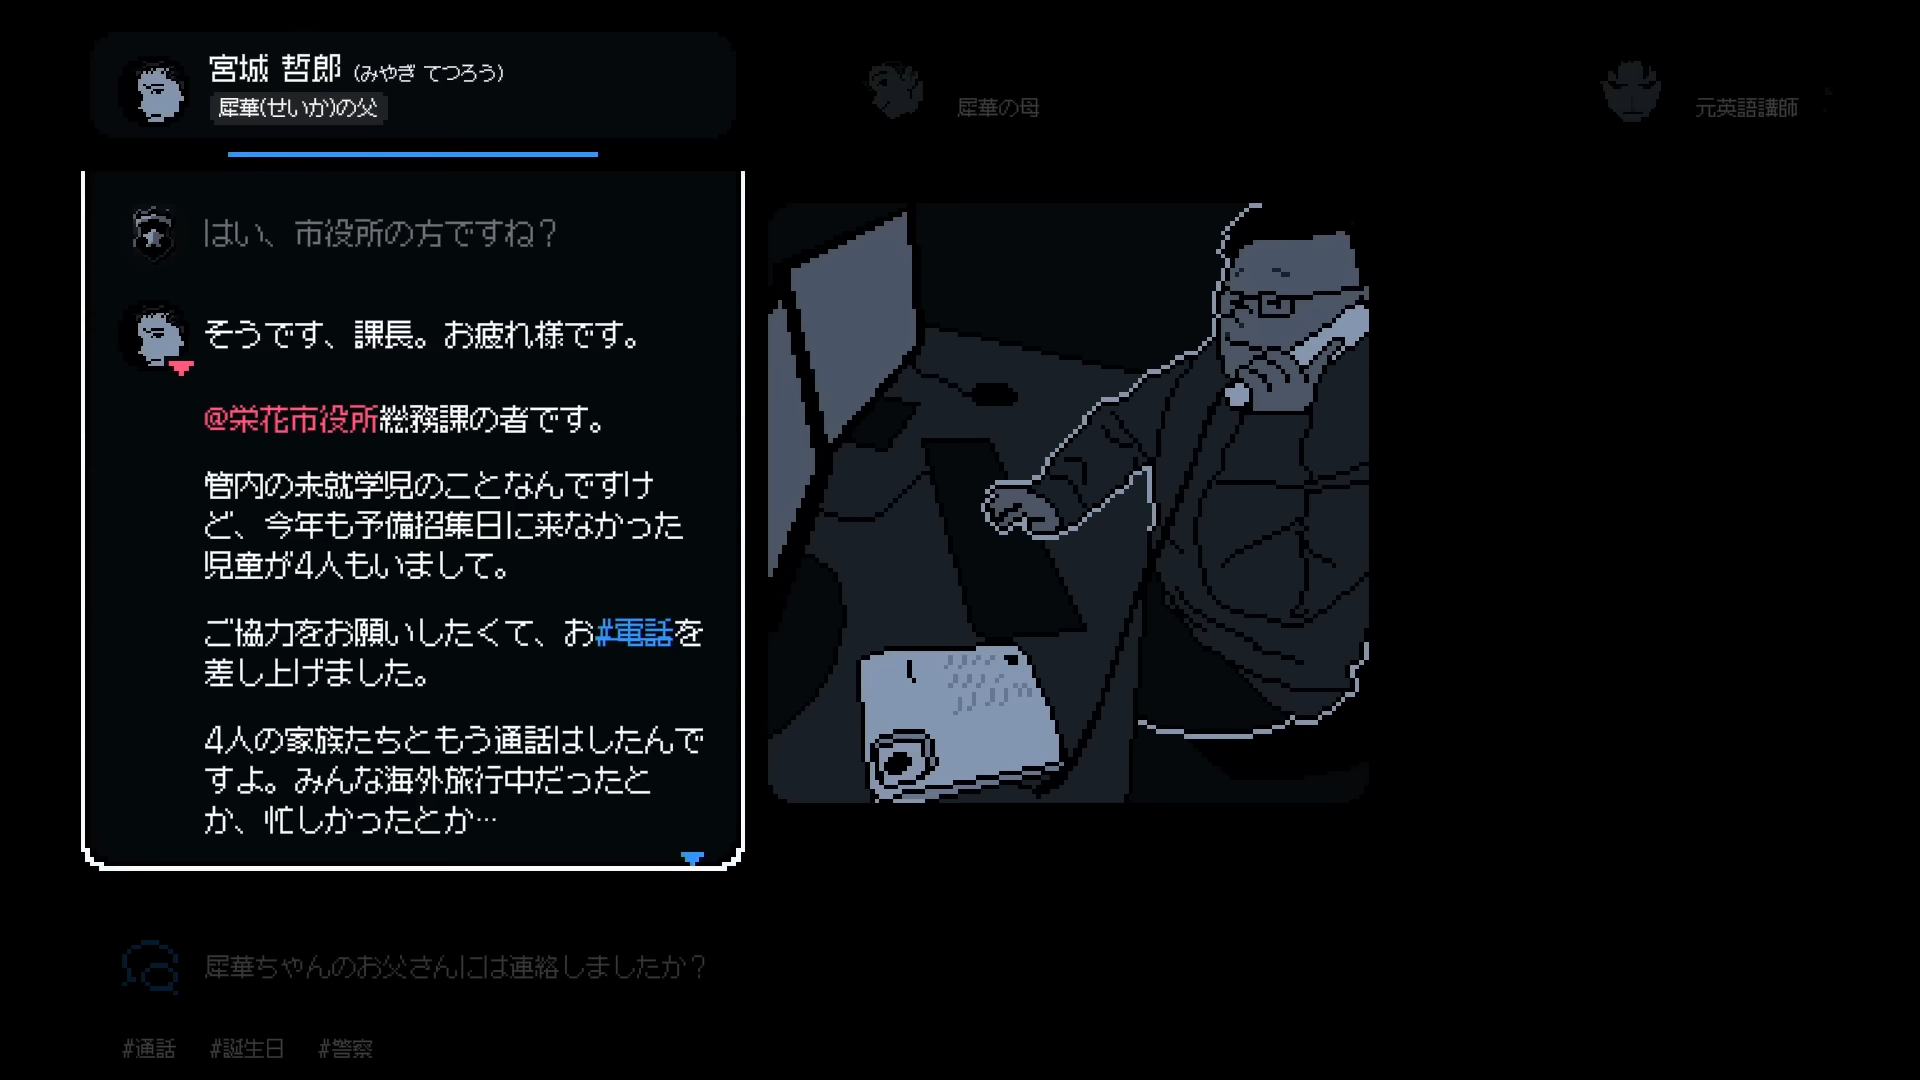 宮城 哲郎 (みやぎ てつろう)
犀華(せいか)の父
犀華の母
元英語講師
はい、市役所の方ですね？
そうです、課長。お疲れ様です。
@栄花市役所総務課の者です。
管内の未就学児のことなんですけ
ど、今年も予備招集日に来なかった
児童が4人もいまして。
ご協力をお願いしたくて、お#電話を
差し上げました。
4人の家族たちともう通話はしたんで
すよ。みんな海外旅行中だったと
か、忙しかったとか…
犀華ちゃんのお父さんには連絡しましたか？
#通話 #誕生日 #警察